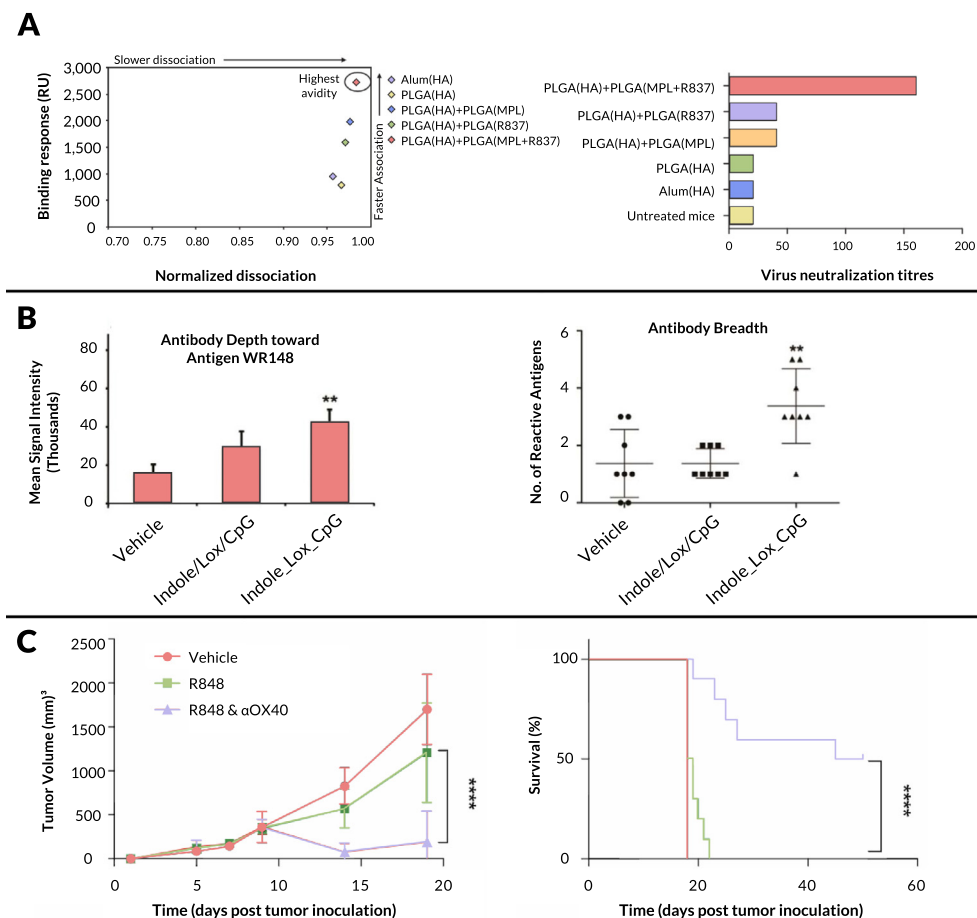 A
Slower dissociation
3,000
2,500
2,000
1,500
1,000
500
0
Binding response (RU)
Highest
avidity
Faster Association
0.70
0.75
0.80
0.85
0.90
0.95
1.00
Normalized dissociation
Alum(HA)
PLGA(HA)
PLGA(HA)+PLGA(MPL)
PLGA(HA)+PLGA(R837)
PLGA(HA)+PLGA(MPL+R837)
PLGA(HA)+PLGA(MPL+R837)
PLGA(HA)+PLGA(R837)
PLGA(HA)+PLGA(MPL)
PLGA(HA)
Alum(HA)
Untreated mice
0
50
100
150
200
Virus neutralization titres
B
Antibody Depth toward
Antigen WR148
80
60
40
20
0
Mean Signal Intensity
(Thousands)
**
Vehicle
Indole/Lox/CpG
Indole_Lox_CpG
Antibody Breadth
6
4
2
0
No. of Reactive Antigens
**
Vehicle
Indole/Lox/CpG
Indole_Lox_CpG
C
2500
2000
1500
1000
500
0
Tumor Volume (mm)³
Vehicle
R848
R848 & αOX40
****
0
5
10
15
20
Time (days post tumor inoculation)
100
50
0
Survival (%)
****
0
20
40
60
Time (days post tumor inoculation)